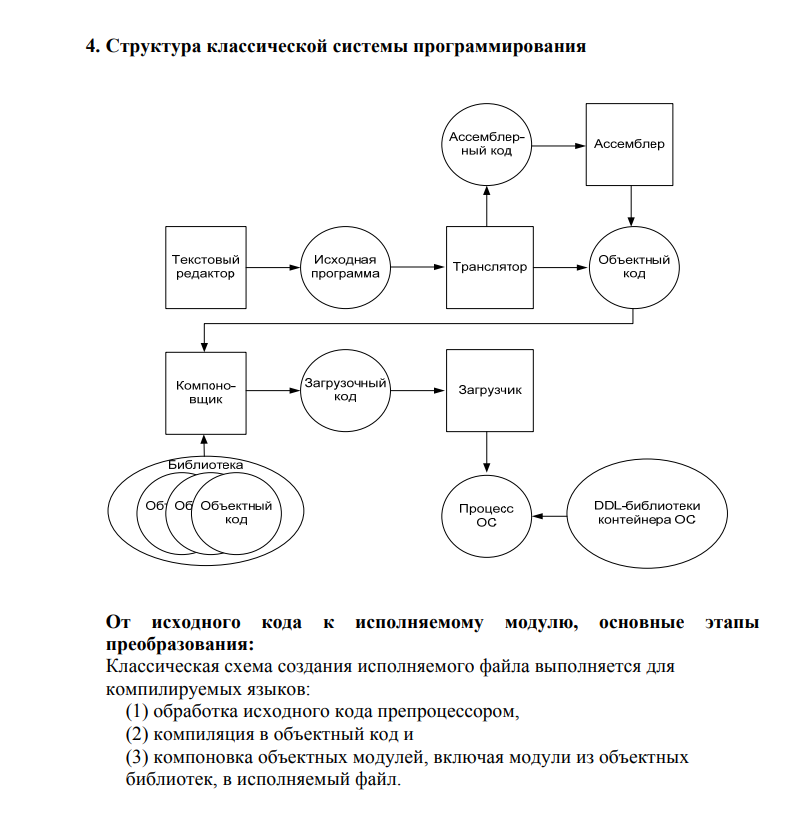 4. Структура классической системы программирования
Ассемблер-
ный код
Ассемблер
Текстовый
редактор
Исходная
программа
Транслятор
Объектный
код
Компоно-
вщик
Загрузочный
код
Загрузчик
Библиотека
Об
Об
Объектный
код
Процесс
ОС
DDL-библиотеки
контейнера ОС
От исходного кода к исполняемому модулю, основные этапы
преобразования:
Классическая схема создания исполняемого файла выполняется для
компилируемых языков:
(1) обработка исходного кода препроцессором,
(2) компиляция в объектный код и
(3) компоновка объектных модулей, включая модули из объектных
библиотек, в исполняемый файл.